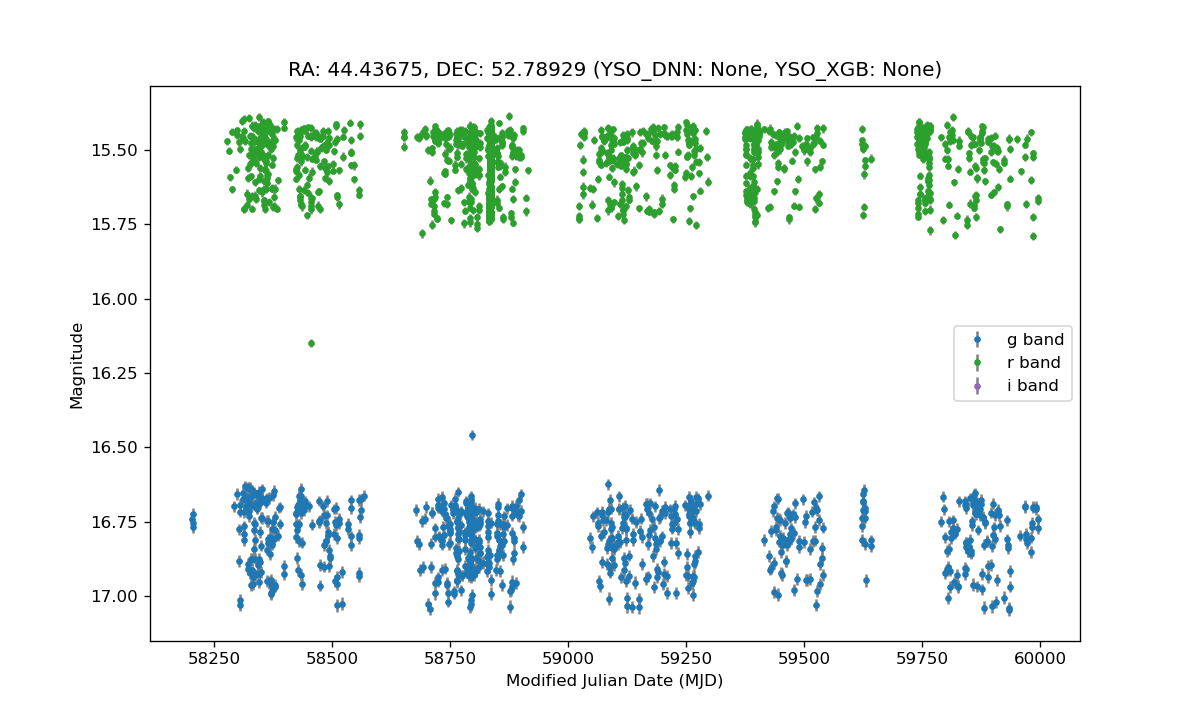 RA: 44.43675, DEC: 52.78929 (YSO_DNN: None, YSO_XGB: None)
15.50
15.75
16.00
16.25
16.50
16.75
17.00
Magnitude
g band
r band
i band
58250 58500 58750 59000 59250 59500 59750 60000
Modified Julian Date (MJD)